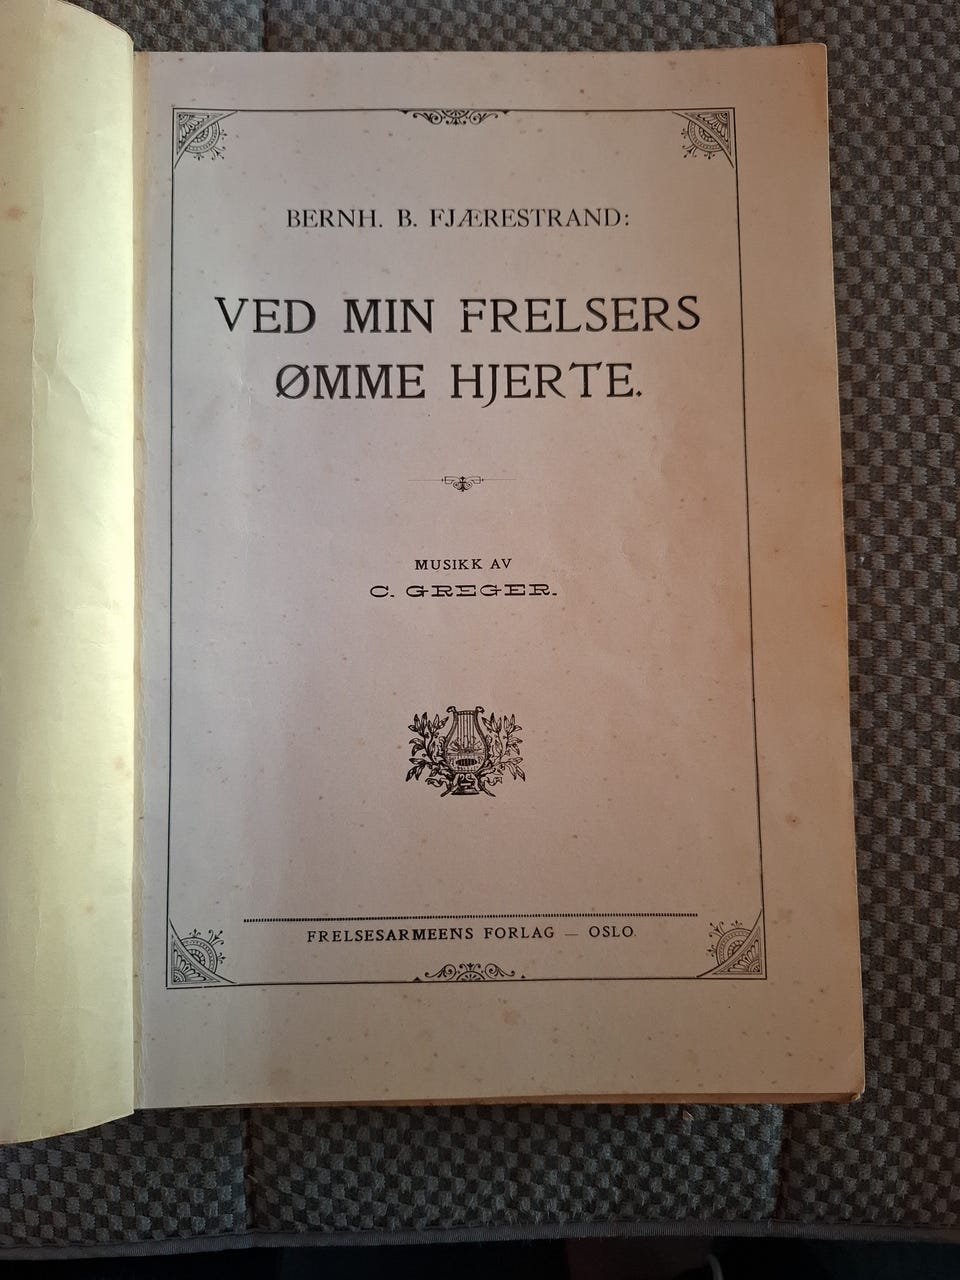 BERNH. B. FJÆRESTRAND:
VED MIN FRELSERS
ØMME HJERTE.
MUSIKK AV
C. GREGER.
FRELSESARMEENS FORLAG — OSLO.